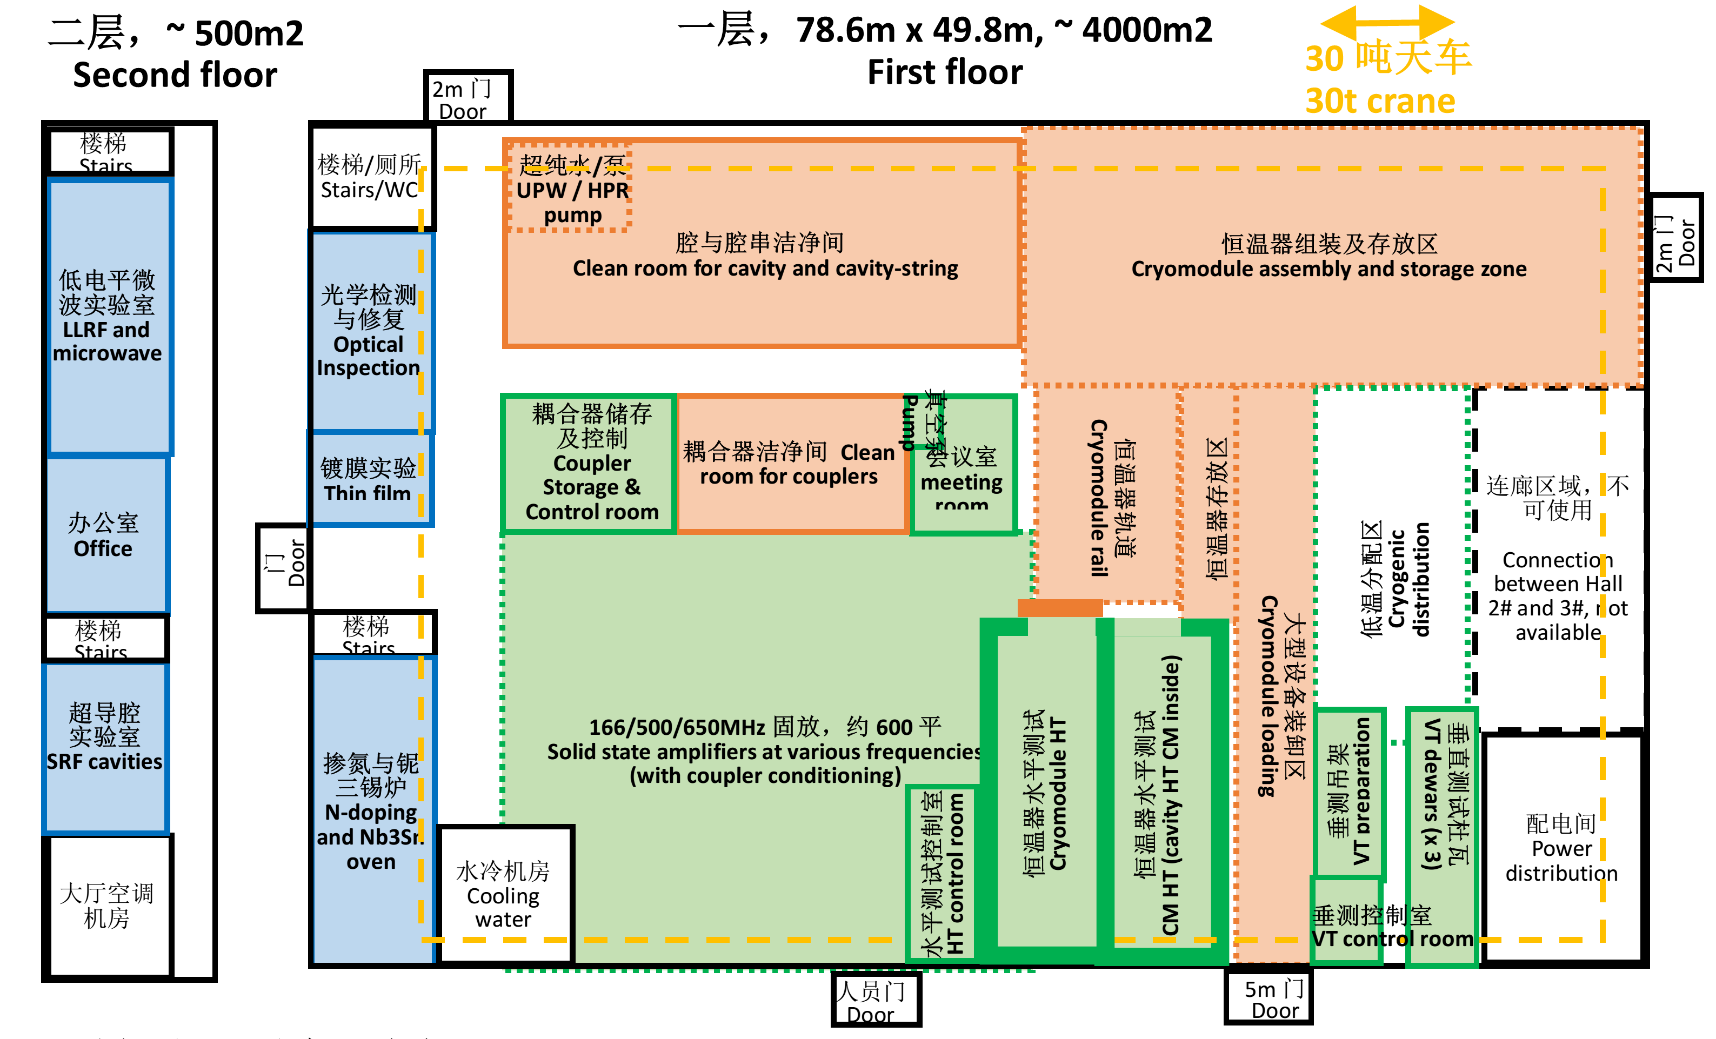 二层，~ 500m2
Second floor
一层，78.6m x 49.8m, ~ 4000m2
First floor
30 吨天车
30t crane
2m 门
Door
楼梯
Stairs
低电平微
波实验室
LLRF and
microwave
办公室
Office
楼梯
Stairs
超导腔
实验室
SRF cavities
大厅空调
机房
楼梯/厕所
Stairs/WC
光学检测
与修复
Optical
Inspection
镀膜实验
Thin film
门
Door
楼梯
Stairs
掺氮与铌
三锡炉
N-doping
and Nb3Sn
oven
水冷机房
Cooling
water
超纯水/泵
UPW / HPR
pump
腔与腔串洁净间
Clean room for cavity and cavity-string
恒温器组装及存放区
Cryomodule assembly and storage zone
2m 门
Door
耦合器储存
及控制
Coupler
Storage &
Control room
耦合器洁净间 Clean
room for couplers
真空泵
Pump
会议室
meeting
room
恒温器轨道
Cryomodule rail
恒温器存放区
大型设备装卸区
Cryomodule loading
低温分配区
Cryogenic
distribution
连廊区域，不
可使用
Connection
between Hall
2# and 3#, not
available
166/500/650MHz 固放，约 600 平
Solid state amplifiers at various frequencies
(with coupler conditioning)
水平测试控制室
HT control room
恒温器水平测试
Cryomodule HT
恒温器水平测试
CM HT (cavity HT CM inside)
垂测吊架
VT preparation
垂直测试杜瓦
VT dewars (x 3)
垂测控制室
VT control room
配电间
Power
distribution
人员门
Door
5m 门
Door